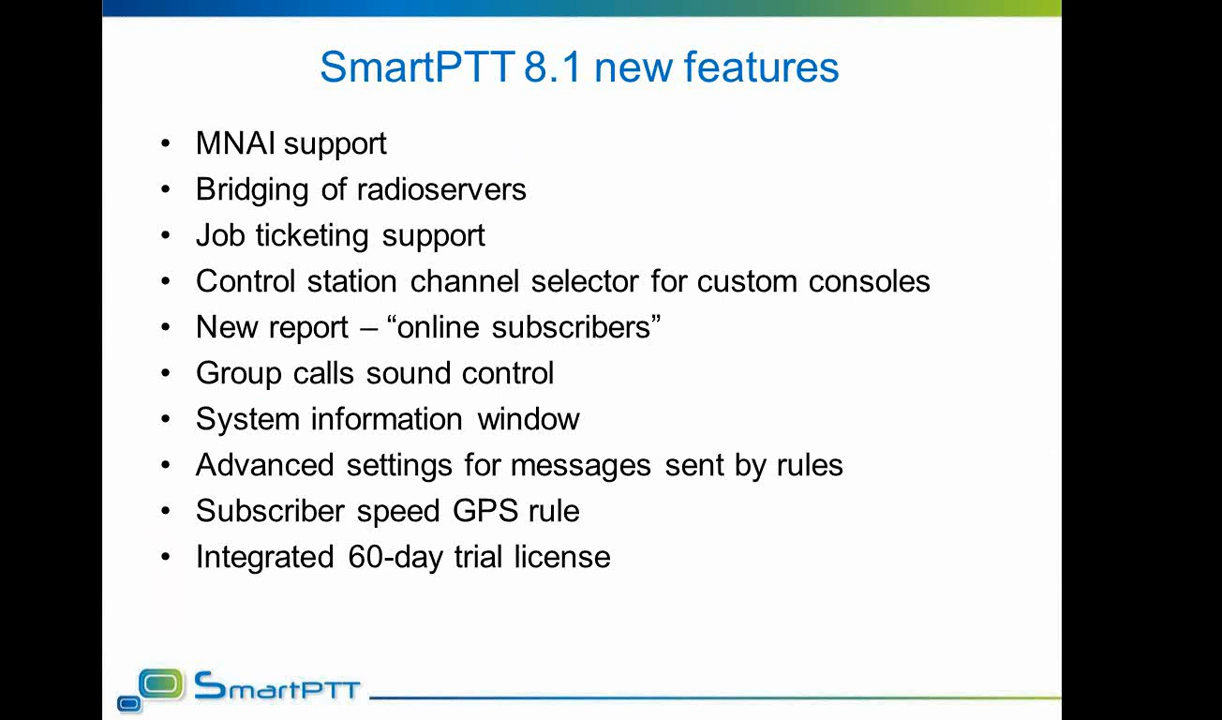 SmartPTT 8.1 new features
• MNAI support
• Bridging of radioservers
• Job ticketing support
• Control station channel selector for custom consoles
• New report – “online subscribers”
• Group calls sound control
• System information window
• Advanced settings for messages sent by rules
• Subscriber speed GPS rule
• Integrated 60-day trial license
SmartPTT